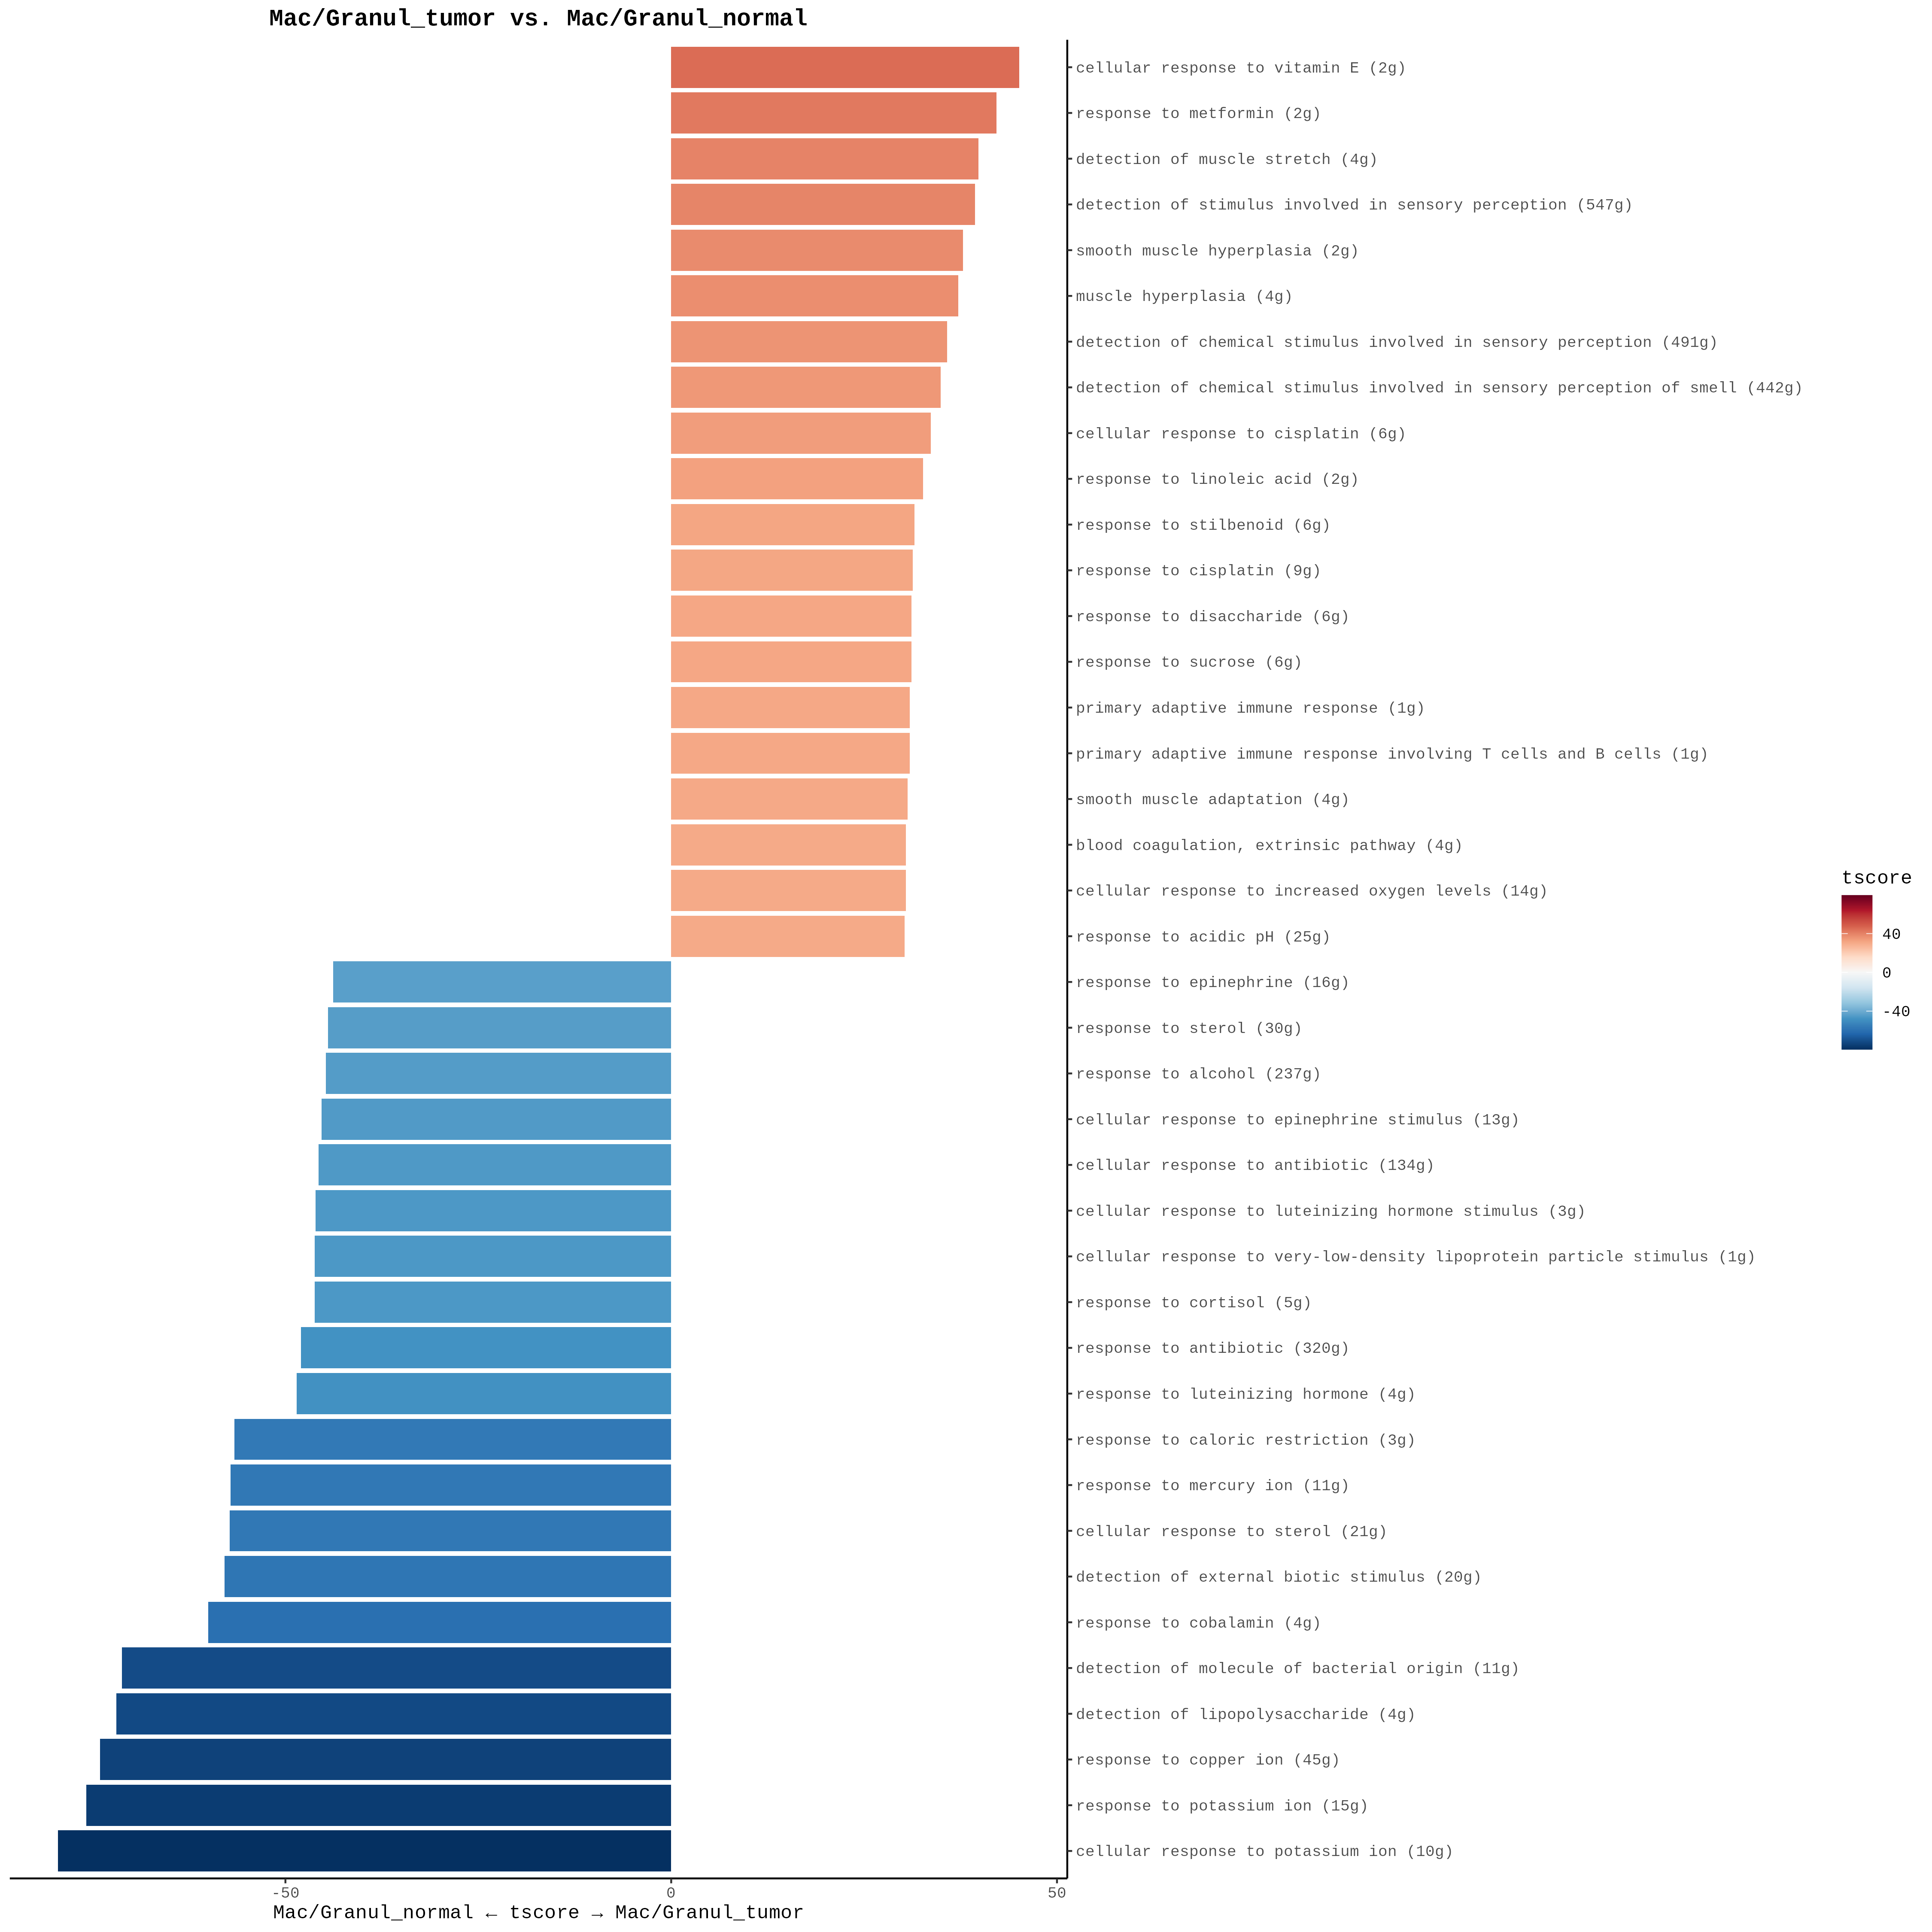 Mac/Granul_tumor vs. Mac/Granul_normal
cellular response to vitamin E (2g)
response to metformin (2g)
detection of muscle stretch (4g)
detection of stimulus involved in sensory perception (547g)
smooth muscle hyperplasia (2g)
muscle hyperplasia (4g)
detection of chemical stimulus involved in sensory perception (491g)
detection of chemical stimulus involved in sensory perception of smell (442g)
cellular response to cisplatin (6g)
response to linoleic acid (2g)
response to stilbenoid (6g)
response to cisplatin (9g)
response to disaccharide (6g)
response to sucrose (6g)
primary adaptive immune response (1g)
primary adaptive immune response involving T cells and B cells (1g)
smooth muscle adaptation (4g)
blood coagulation, extrinsic pathway (4g)
cellular response to increased oxygen levels (14g)
response to acidic pH (25g)
response to epinephrine (16g)
response to sterol (30g)
response to alcohol (237g)
cellular response to epinephrine stimulus (13g)
cellular response to antibiotic (134g)
cellular response to luteinizing hormone stimulus (3g)
cellular response to very-low-density lipoprotein particle stimulus (1g)
response to cortisol (5g)
response to antibiotic (320g)
response to luteinizing hormone (4g)
response to caloric restriction (3g)
response to mercury ion (11g)
cellular response to sterol (21g)
detection of external biotic stimulus (20g)
response to cobalamin (4g)
detection of molecule of bacterial origin (11g)
detection of lipopolysaccharide (4g)
response to copper ion (45g)
response to potassium ion (15g)
cellular response to potassium ion (10g)
-50 0 50
Mac/Granul_normal ← tscore → Mac/Granul_tumor
tscore
40
0
-40